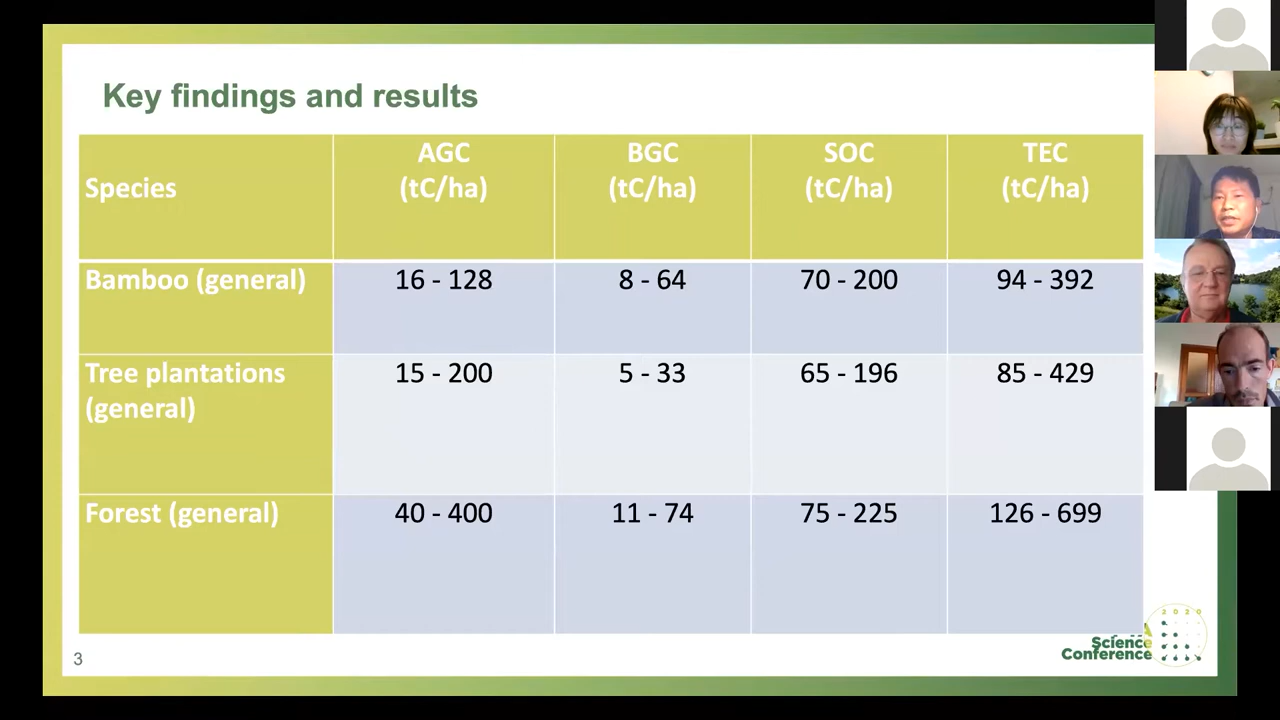 Key findings and results
Species AGC (tC/ha) BGC (tC/ha) SOC (tC/ha) TEC (tC/ha)
Bamboo (general) 16 - 128 8 - 64 70 - 200 94 - 392
Tree plantations (general) 15 - 200 5 - 33 65 - 196 85 - 429
Forest (general) 40 - 400 11 - 74 75 - 225 126 - 699
3
2020
Science
Conference